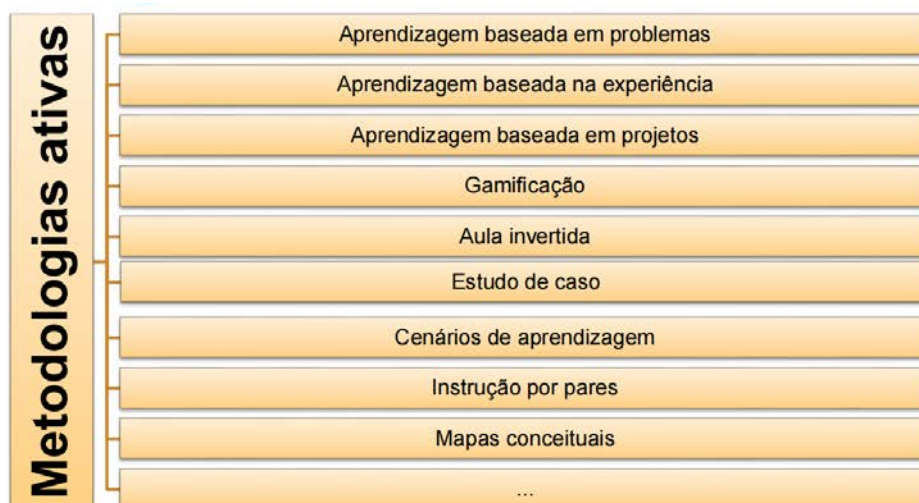 Metodologias ativas
Aprendizagem baseada em problemas
Aprendizagem baseada na experiência
Aprendizagem baseada em projetos
Gamificação
Aula invertida
Estudo de caso
Cenários de aprendizagem
Instrução por pares
Mapas conceituais
...